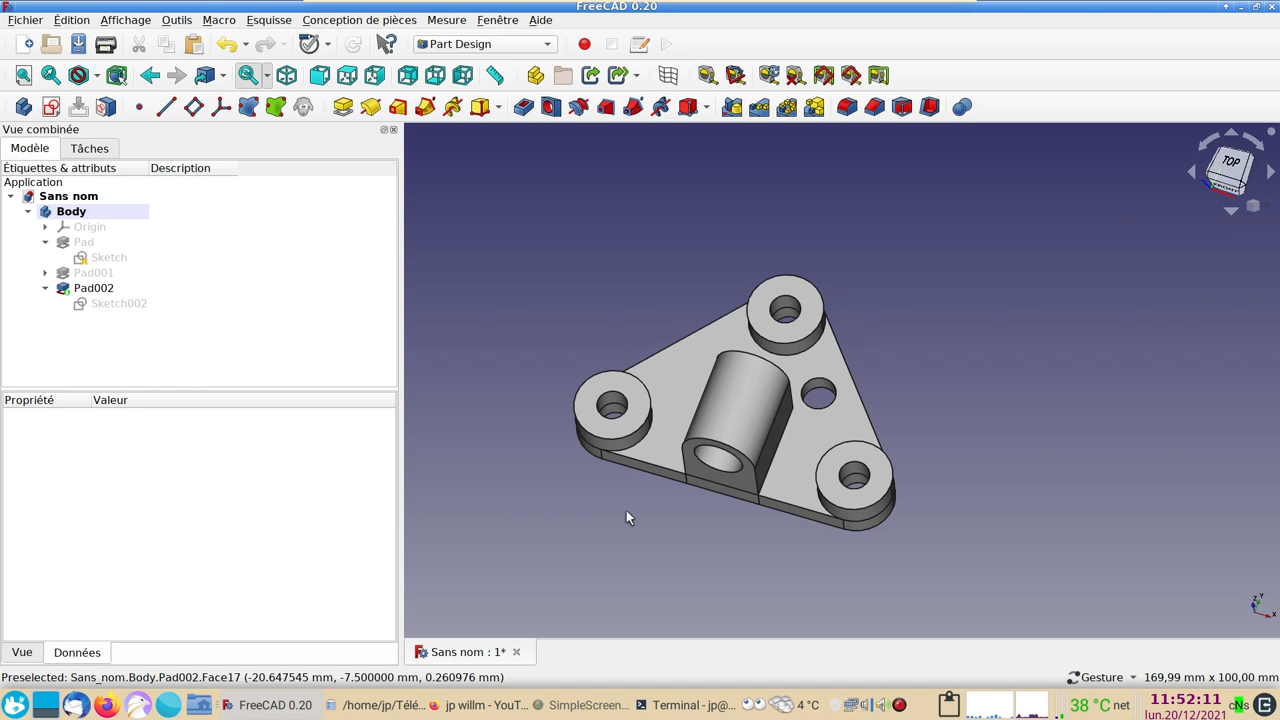 FreeCAD 0.20
Fichier Édition Affichage Outils Macro Esquisse Conception de pièces Mesure Fenêtre Aide
Part Design
Vue combinée
Modèle Tâches
Étiquettes & attributs Description
Application
Sans nom
Body
Origin
Pad
Sketch
Pad001
Pad002
Sketch002
TOP
Propriété Valeur
Vue Données
Sans nom : 1*
Z Y X
Preselected: Sans_nom.Body.Pad002.Face17 (-20.647545 mm, -7.500000 mm, 0.260976 mm)
Gesture 169,99 mm x 100,00 mm
FreeCAD 0.20 /home/jp/Télé... jp willm - YouT... SimpleScreen... Terminal - jp@... 4 °C 38 °C net
11:52:11
lun.20/12/2021